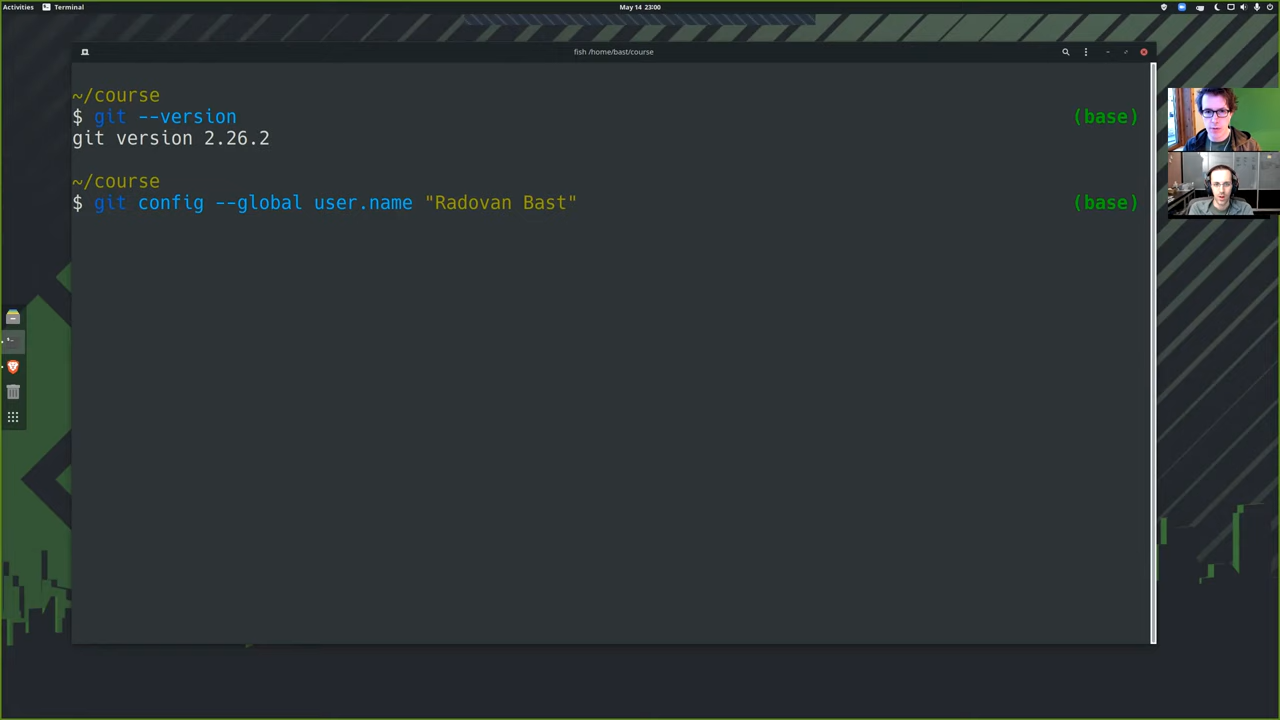 Activities Terminal May 14 23:00
fish /home/bast/course
~/course
$ git --version (base)
git version 2.26.2
~/course
$ git config --global user.name "Radovan Bast" (base)